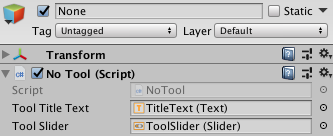 None Static
Tag Untagged Layer Default
Transform
No Tool (Script)
Script NoTool
Tool Title Text TitleText (Text)
Tool Slider ToolSlider (Slider)